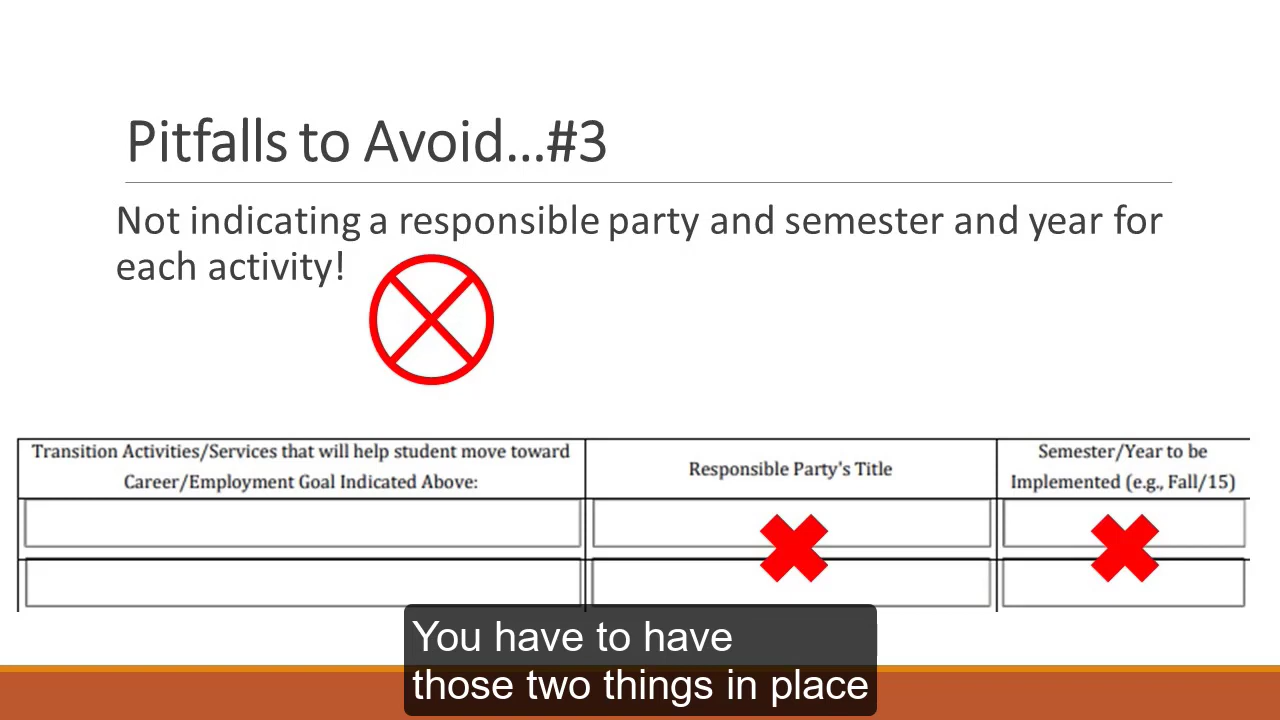 Pitfalls to Avoid...#3
Not indicating a responsible party and semester and year for
each activity!
Transition Activities/Services that will help student move toward
Career/Employment Goal Indicated Above:
Responsible Party's Title
Semester/Year to be
Implemented (e.g., Fall/15)
You have to have
those two things in place